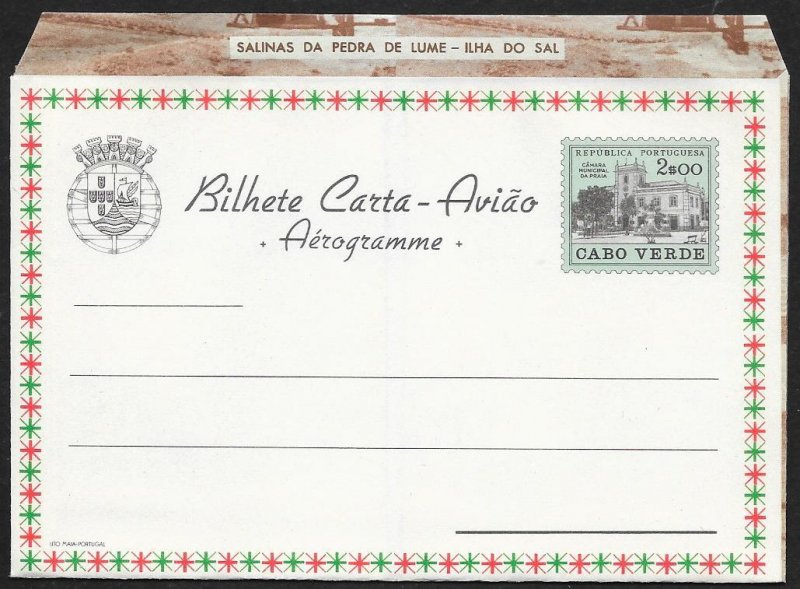 SALINAS DA PEDRA DE LUME – ILHA DO SAL
Bilhete Carta-Avião
+ Aérogramme +
REPÚBLICA PORTUGUESA
CÂMARA
MUNICIPAL
DA PRAIA
2$00
CABO VERDE
LITO MAIA-PORTUGAL